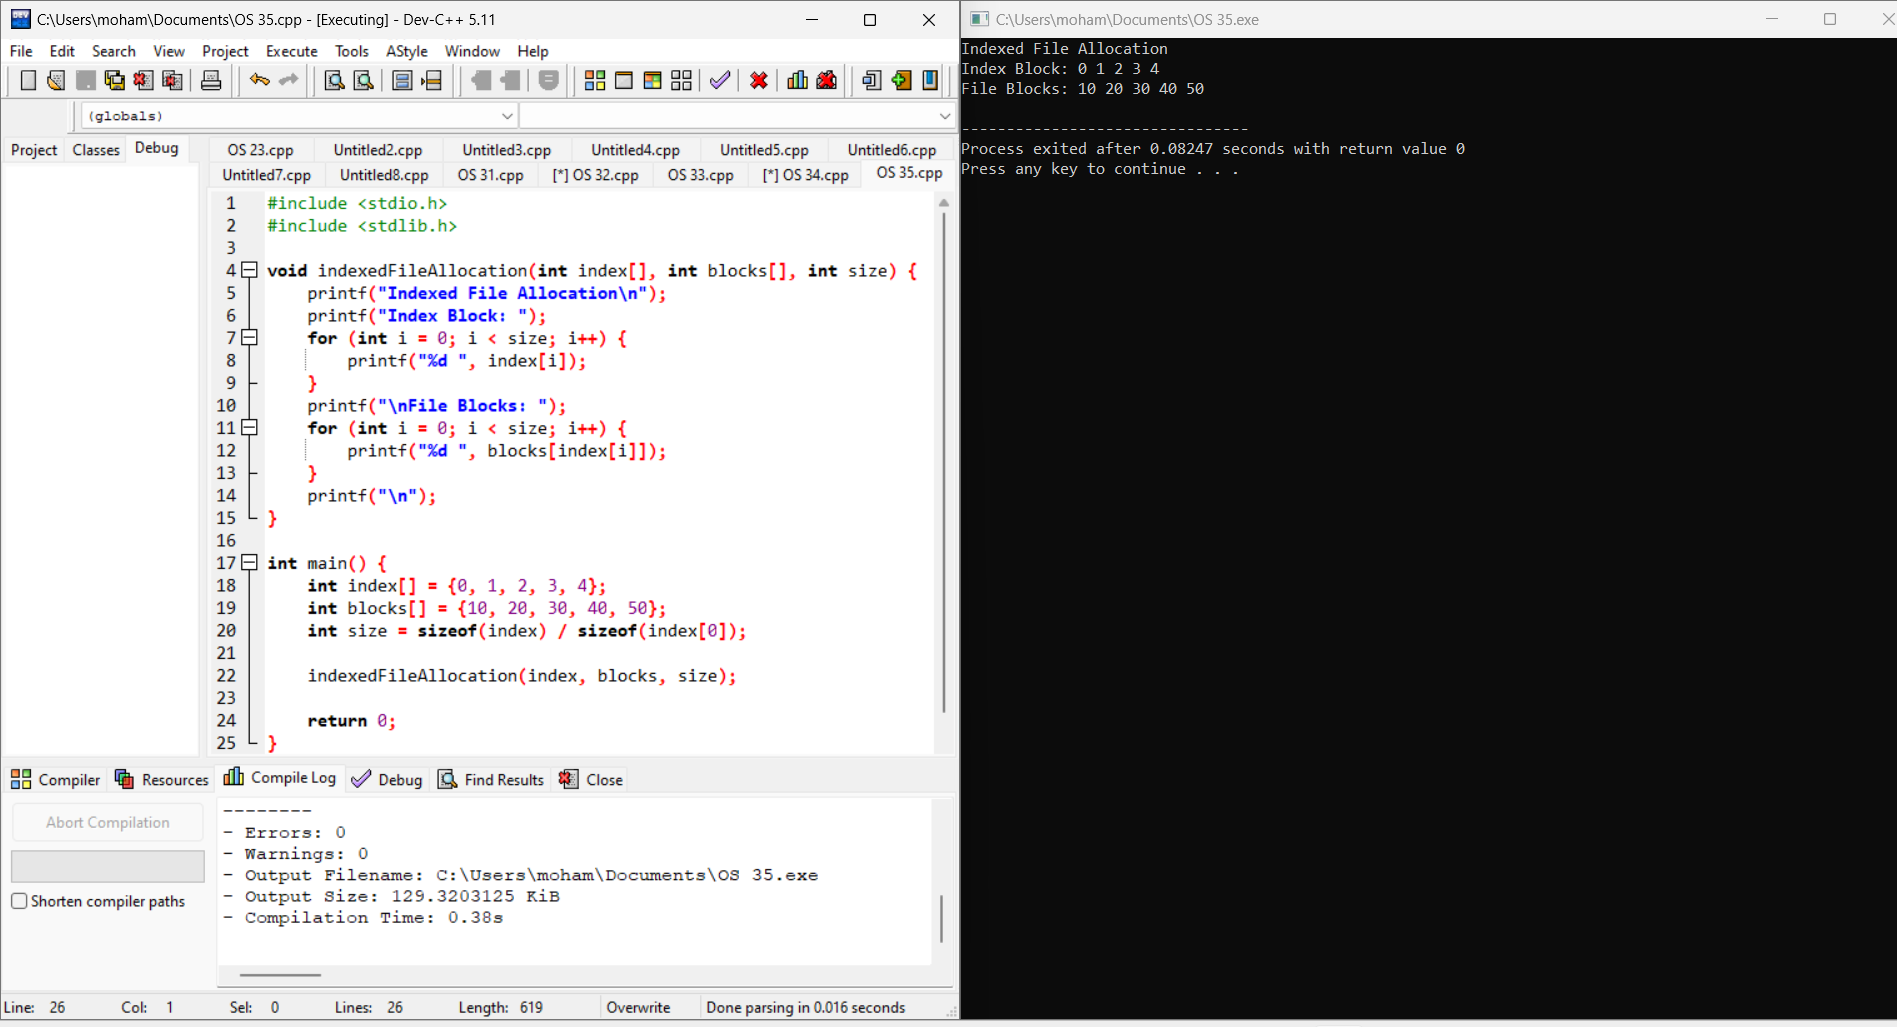 C:\Users\moham\Documents\OS 35.cpp - [Executing] - Dev-C++ 5.11
File Edit Search View Project Execute Tools AStyle Window Help
(globals)
Project Classes Debug
OS 23.cpp Untitled2.cpp Untitled3.cpp Untitled4.cpp Untitled5.cpp Untitled6.cpp
Untitled7.cpp Untitled8.cpp OS 31.cpp [*] OS 32.cpp OS 33.cpp [*] OS 34.cpp OS 35.cpp
1 #include <stdio.h>
2 #include <stdlib.h>
3
4 void indexedFileAllocation(int index[], int blocks[], int size) {
5 printf("Indexed File Allocation\n");
6 printf("Index Block: ");
7 for (int i = 0; i < size; i++) {
8 printf("%d ", index[i]);
9 }
10 printf("\nFile Blocks: ");
11 for (int i = 0; i < size; i++) {
12 printf("%d ", blocks[index[i]]);
13 }
14 printf("\n");
15 }
16
17 int main() {
18 int index[] = {0, 1, 2, 3, 4};
19 int blocks[] = {10, 20, 30, 40, 50};
20 int size = sizeof(index) / sizeof(index[0]);
21
22 indexedFileAllocation(index, blocks, size);
23
24 return 0;
25 }
Compiler Resources Compile Log Debug Find Results Close
Abort Compilation
Shorten compiler paths
--------
- Errors: 0
- Warnings: 0
- Output Filename: C:\Users\moham\Documents\OS 35.exe
- Output Size: 129.3203125 KiB
- Compilation Time: 0.38s
Line: 26 Col: 1 Sel: 0 Lines: 26 Length: 619 Overwrite Done parsing in 0.016 seconds
C:\Users\moham\Documents\OS 35.exe
Indexed File Allocation
Index Block: 0 1 2 3 4
File Blocks: 10 20 30 40 50
--------------------------------
Process exited after 0.08247 seconds with return value 0
Press any key to continue . . .